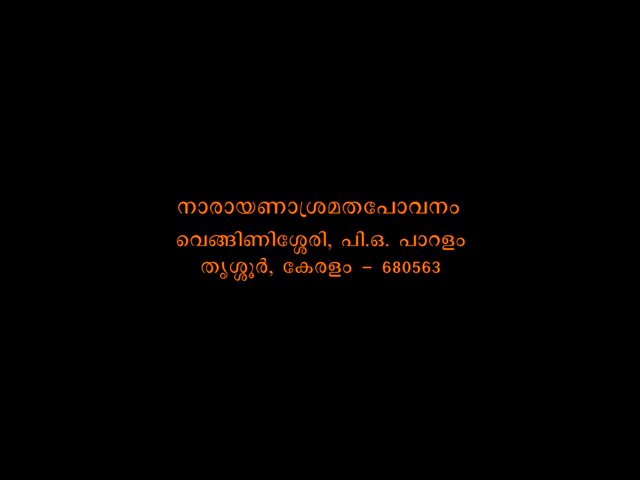 നാരായണാശ്രമതപോവനം
വെങ്ങിണിശ്ശേരി, പി.ഒ. പാറളം
തൃശ്ശൂർ, കേരളം – 680563